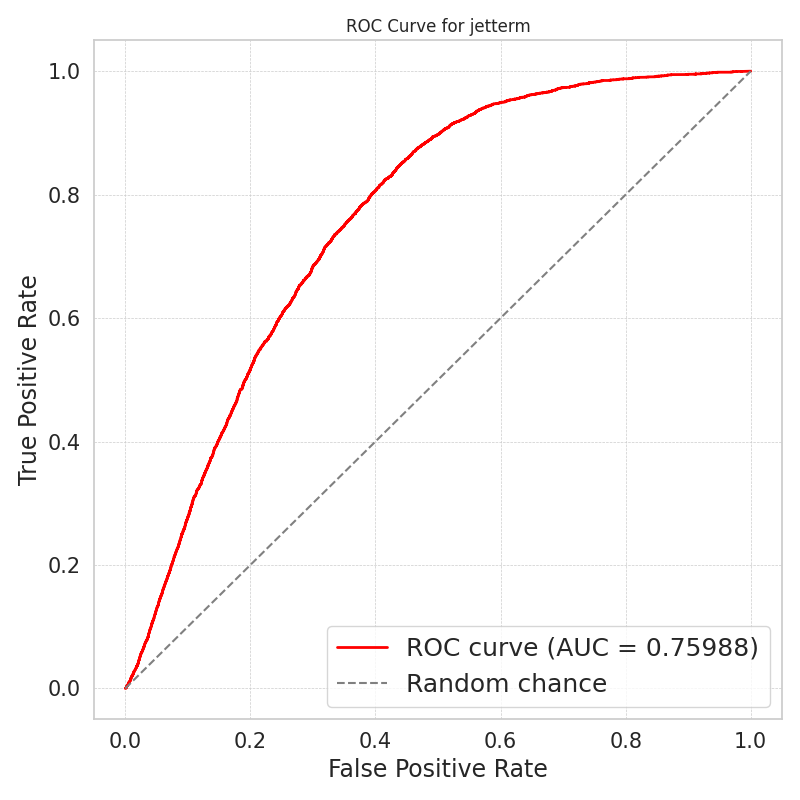 ROC Curve for jetterm
True Positive Rate
1.0
0.8
0.6
0.4
0.2
0.0
ROC curve (AUC = 0.75988)
Random chance
0.0 0.2 0.4 0.6 0.8 1.0
False Positive Rate